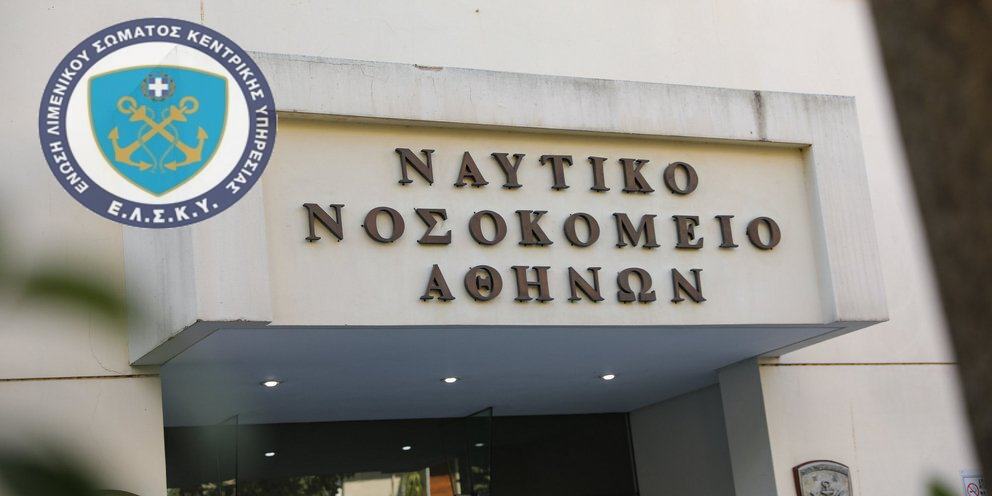 ΕΝΩΣΗ ΛΙΜΕΝΙΚΟΥ ΣΩΜΑΤΟΣ ΚΕΝΤΡΙΚΗΣ ΥΠΗΡΕΣΙΑΣ
Ε.Λ.Σ.Κ.Υ.
ΝΑΥΤΙΚΟ
ΝΟΣΟΚΟΜΕΙΟ
ΑΘΗΝΩΝ